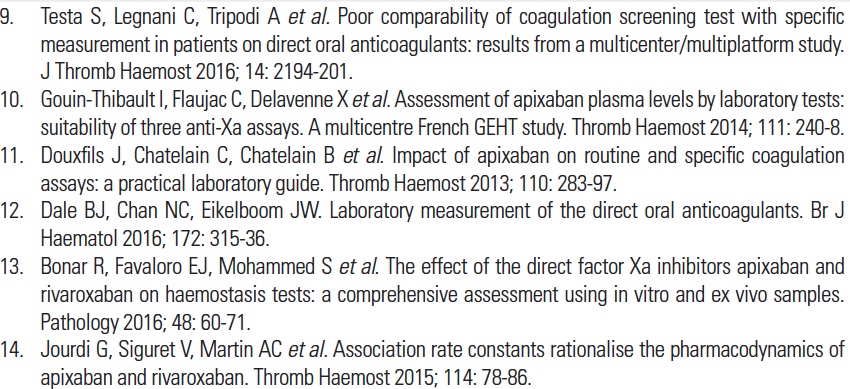 9. Testa S, Legnani C, Tripodi A et al. Poor comparability of coagulation screening test with specific
measurement in patients on direct oral anticoagulants: results from a multicenter/multiplatform study.
J Thromb Haemost 2016; 14: 2194-201.
10. Gouin-Thibault I, Flaujac C, Delavenne X et al. Assessment of apixaban plasma levels by laboratory tests:
suitability of three anti-Xa assays. A multicentre French GEHT study. Thromb Haemost 2014; 111: 240-8.
11. Douxfils J, Chatelain C, Chatelain B et al. Impact of apixaban on routine and specific coagulation
assays: a practical laboratory guide. Thromb Haemost 2013; 110: 283-97.
12. Dale BJ, Chan NC, Eikelboom JW. Laboratory measurement of the direct oral anticoagulants. Br J
Haematol 2016; 172: 315-36.
13. Bonar R, Favaloro EJ, Mohammed S et al. The effect of the direct factor Xa inhibitors apixaban and
rivaroxaban on haemostasis tests: a comprehensive assessment using in vitro and ex vivo samples.
Pathology 2016; 48: 60-71.
14. Jourdi G, Siguret V, Martin AC et al. Association rate constants rationalise the pharmacodynamics of
apixaban and rivaroxaban. Thromb Haemost 2015; 114: 78-86.